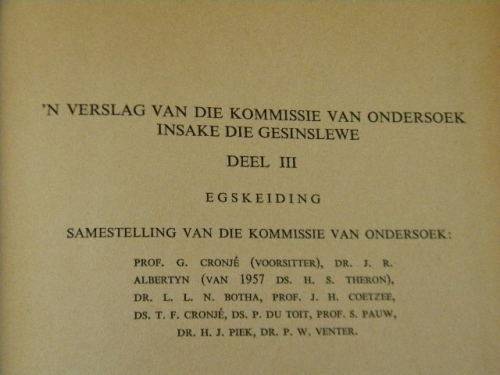 'N VERSLAG VAN DIE KOMMISSIE VAN ONDERSOEK
INSAKE DIE GESINSLEWE
DEEL III
EGSKEIDING
SAMESTELLING VAN DIE KOMMISSIE VAN ONDERSOEK:
PROF. G. CRONJÉ (VOORSITTER), DR. J. R.
ALBERTYN (VAN 1957 DS. H. S. THERON),
DR. L. L. N. BOTHA, PROF. J. H. COETZEE,
DS. T. F. CRONJÉ, DS. P. DU TOIT, PROF. S. PAUW,
DR. H. J. PIEK, DR. P. W. VENTER.